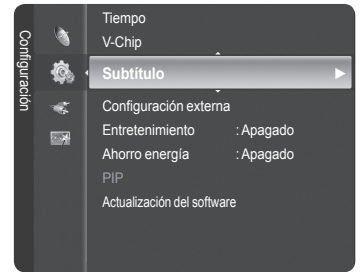 Configuración
Tiempo
V-Chip
Subtítulo
Configuración externa
Entretenimiento : Apagado
Ahorro energía : Apagado
PIP
Actualización del software